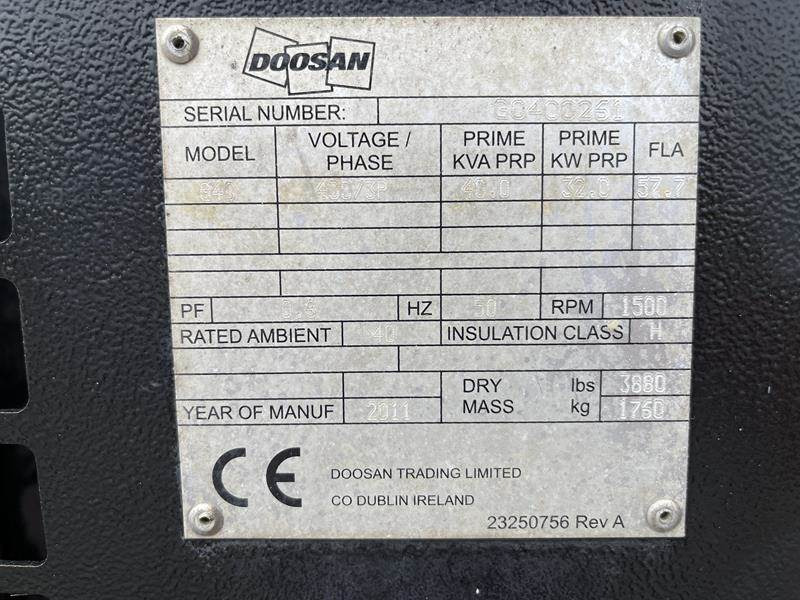 DOOSAN
SERIAL NUMBER:
MODEL VOLTAGE / PHASE PRIME KVA PRP PRIME KW PRP FLA
400/3P 40.0 32.0 57.7
PF 0.8 HZ 50 RPM 1500
RATED AMBIENT 40 INSULATION CLASS H
DRY MASS lbs 3880
YEAR OF MANUF 2011 kg 1760
CE
DOOSAN TRADING LIMITED
CO DUBLIN IRELAND
23250756 Rev A